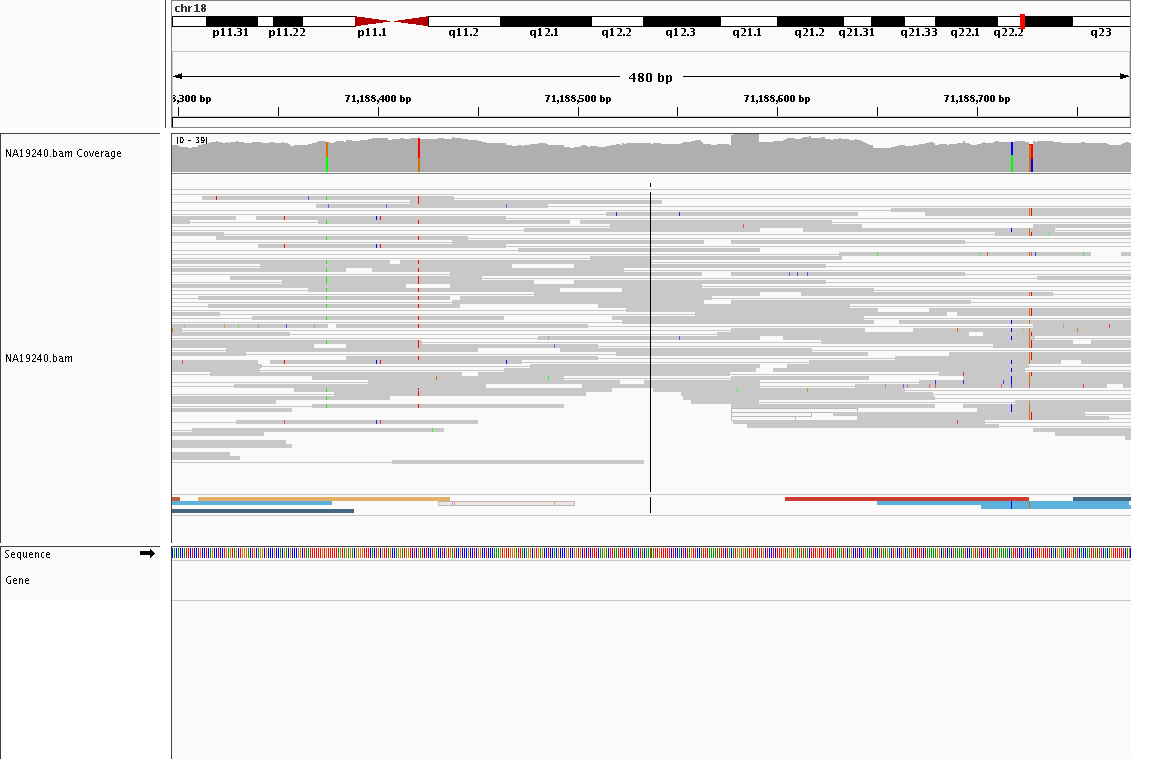 chr18
p11.31 p11.22 p11.1 q11.2 q12.1 q12.2 q12.3 q21.1 q21.2 q21.31 q21.33 q22.1 q22.2 q23
480 bp
3,300 bp 71,188,400 bp 71,188,500 bp 71,188,600 bp 71,188,700 bp
[0 - 39]
NA19240.bam Coverage
NA19240.bam
Sequence
Gene